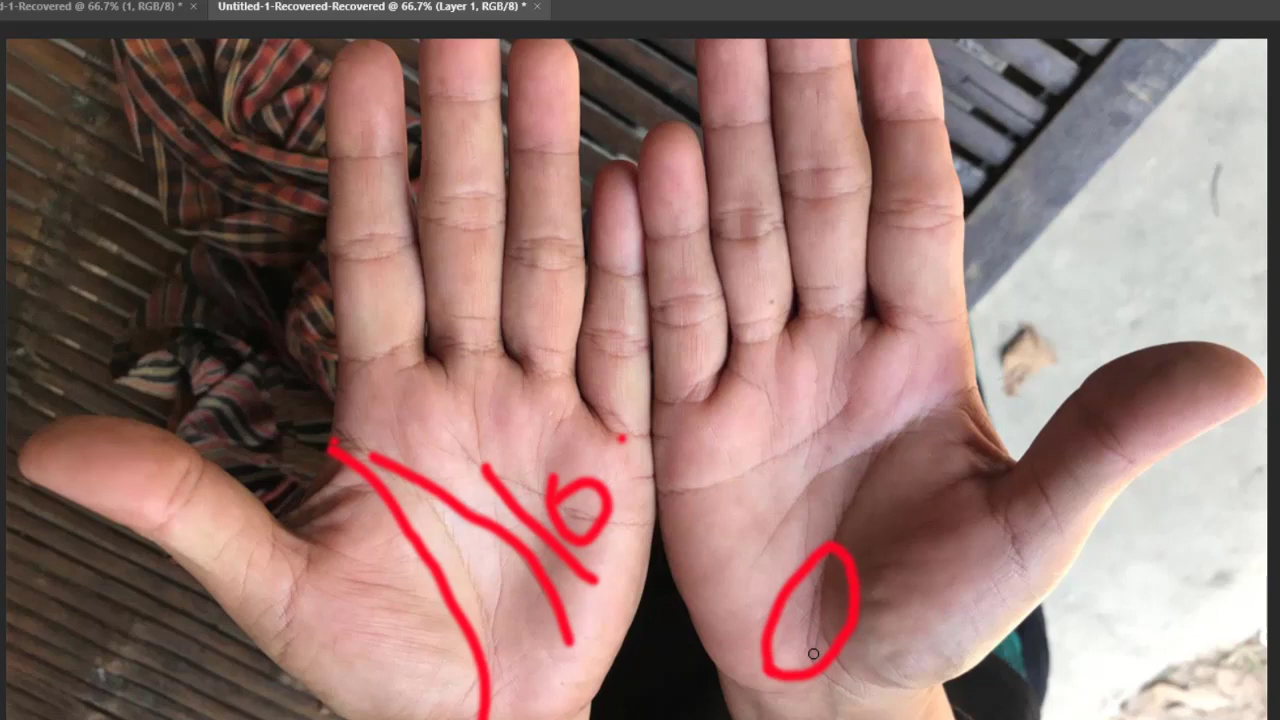 d-1-Recovered @ 66.7% (1, RGB/8) * × Untitled-1-Recovered-Recovered @ 66.7% (Layer 1, RGB/8) * ×